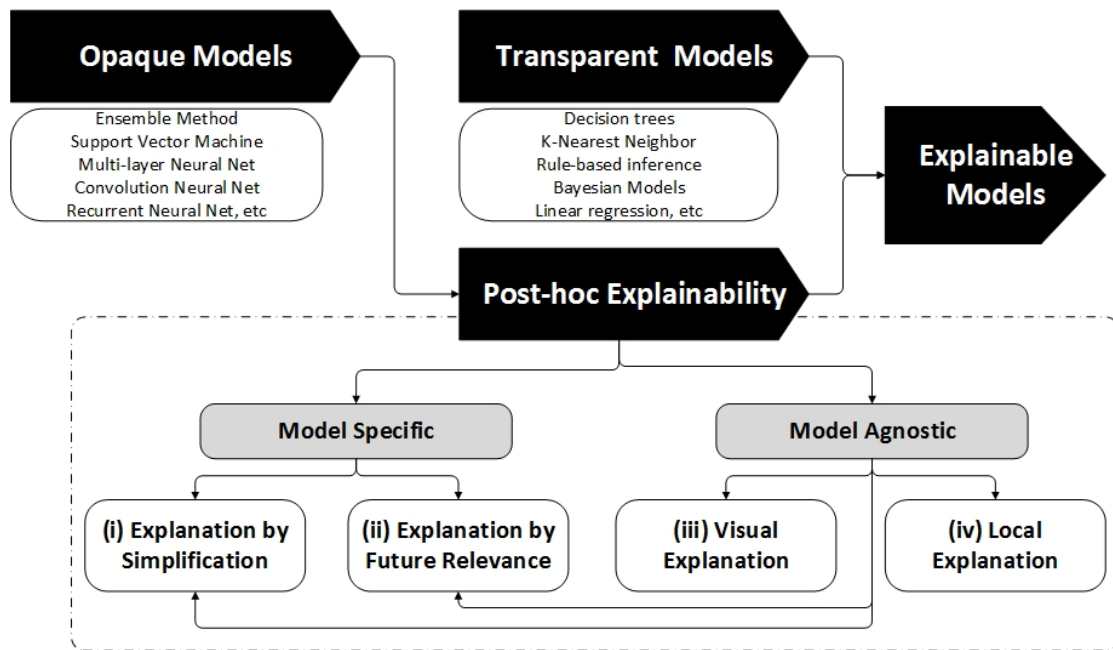 Opaque Models
Ensemble Method
Support Vector Machine
Multi-layer Neural Net
Convolution Neural Net
Recurrent Neural Net, etc
Transparent Models
Decision trees
K-Nearest Neighbor
Rule-based inference
Bayesian Models
Linear regression, etc
Explainable
Models
Post-hoc Explainability
Model Specific
Model Agnostic
(i) Explanation by
Simplification
(ii) Explanation by
Future Relevance
(iii) Visual
Explanation
(iv) Local
Explanation